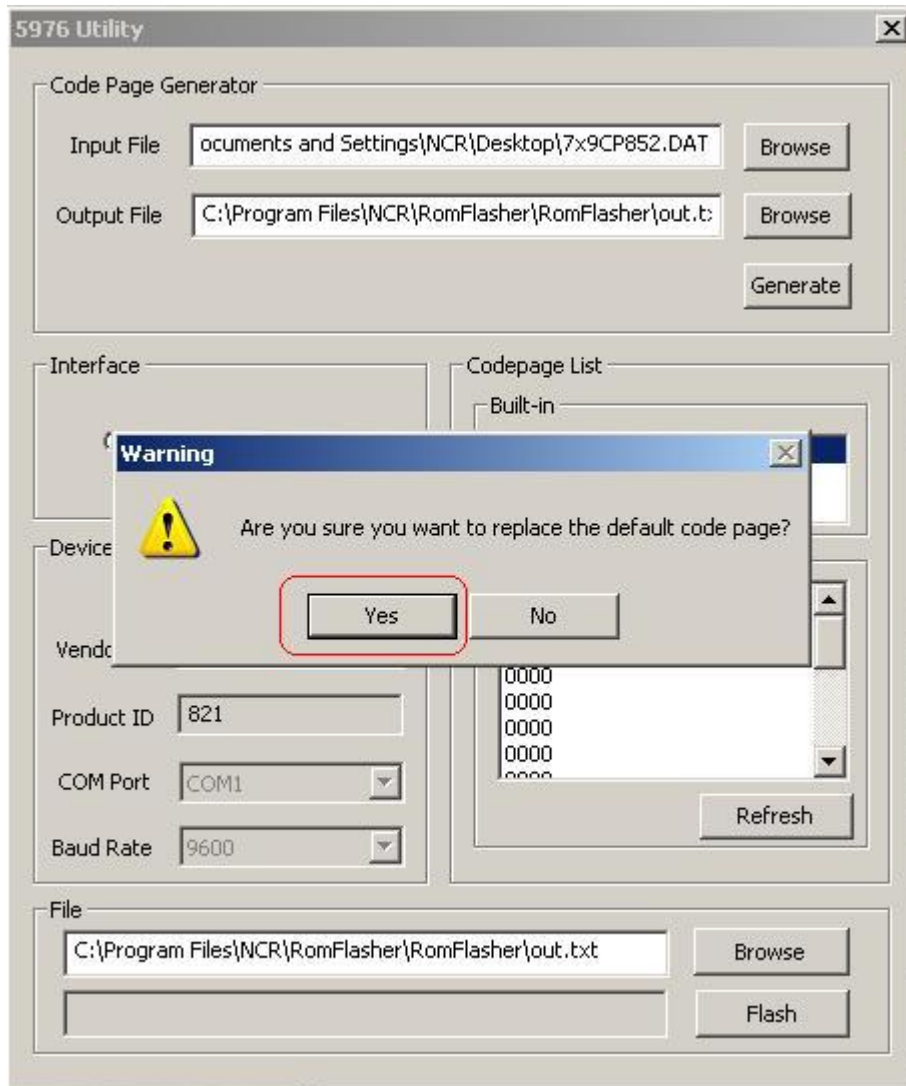 5976 Utility
Code Page Generator
Input File
ocuments and Settings\NCR\Desktop\7x9CP852.DAT
Browse
Output File
C:\Program Files\NCR\RomFlasher\RomFlasher\out.t
Browse
Generate
Interface
Codepage List
Built-in
Warning
Are you sure you want to replace the default code page?
Yes
No
Device
Vendo
0000
Product ID
821
0000
0000
0000
COM Port
COM1
0000
Refresh
Baud Rate
9600
File
C:\Program Files\NCR\RomFlasher\RomFlasher\out.txt
Browse
Flash